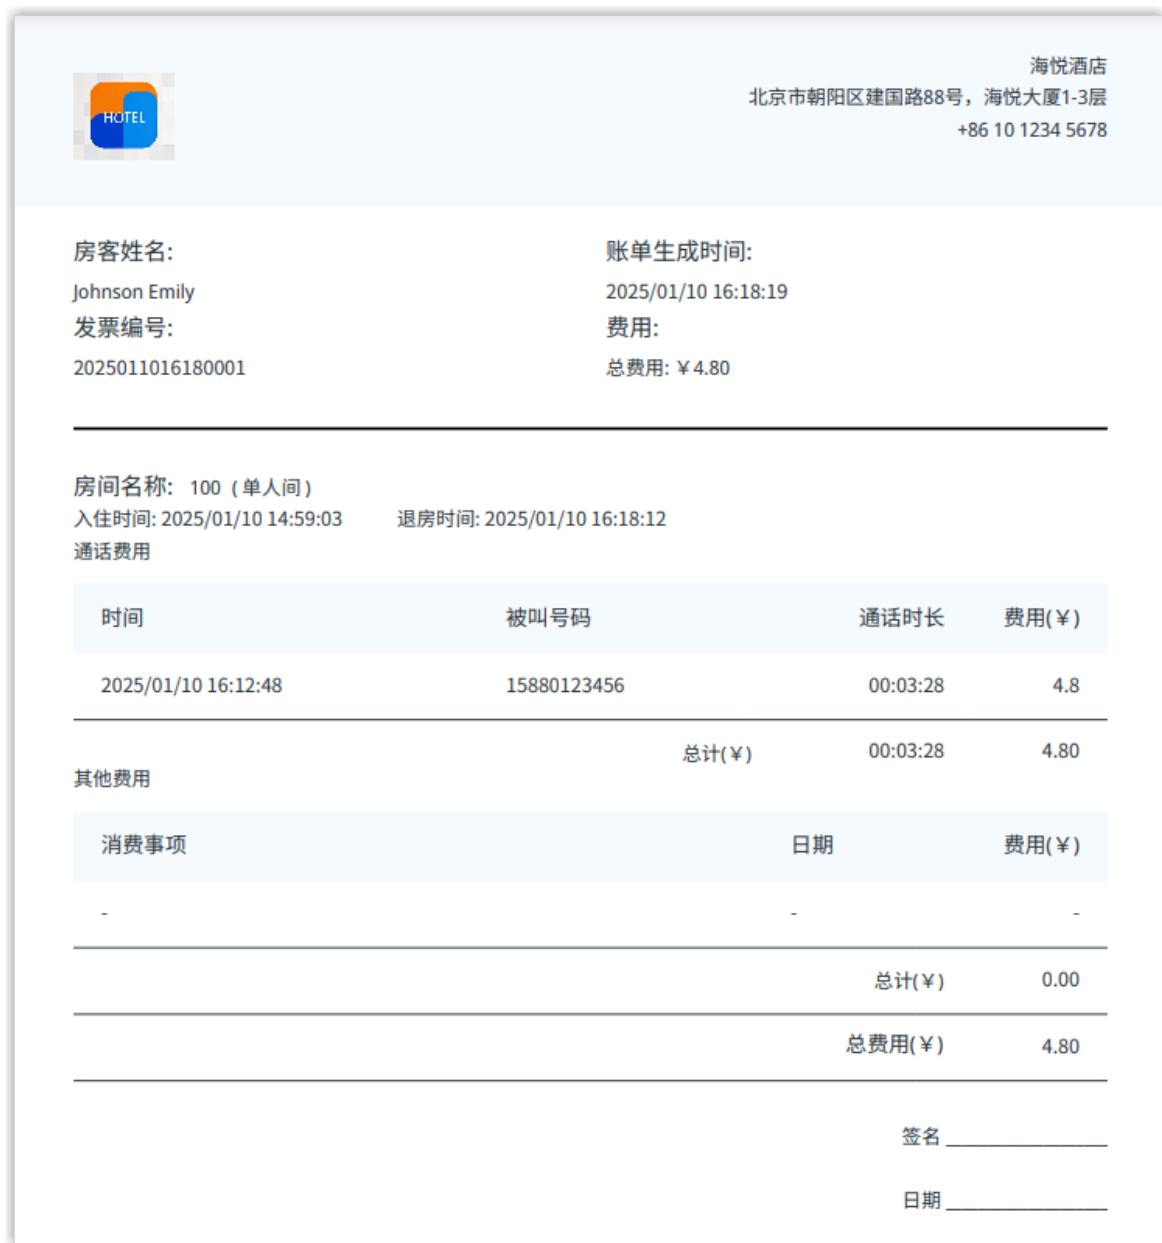 HOTEL
海悦酒店
北京市朝阳区建国路88号，海悦大厦1-3层
+86 10 1234 5678
房客姓名: 账单生成时间:
Johnson Emily 2025/01/10 16:18:19
发票编号: 费用:
2025011016180001 总费用: ￥4.80
房间名称: 100 ( 单人间 )
入住时间: 2025/01/10 14:59:03 退房时间: 2025/01/10 16:18:12
通话费用
时间 被叫号码 通话时长 费用(￥)
2025/01/10 16:12:48 15880123456 00:03:28 4.8
总计(￥) 00:03:28 4.80
其他费用
消费事项 日期 费用(￥)
- - -
总计(￥) 0.00
总费用(￥) 4.80
签名 ________________
日期 ________________